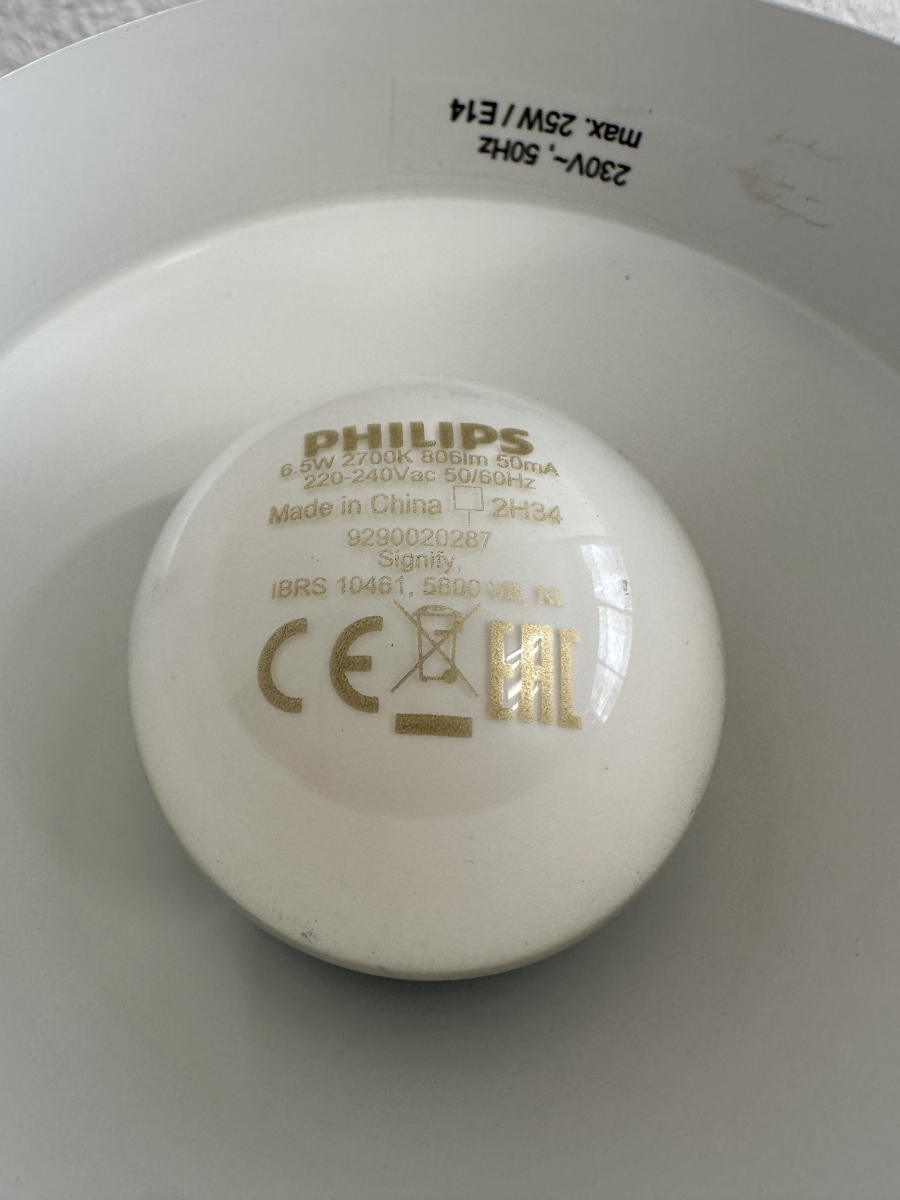 230V~, 50Hz
max. 25W / E14
PHILIPS
6.5W 2700K 806lm 50mA
220-240Vac 50/60Hz
Made in China 2H34
9290020287
Signify,
IBRS 10461, 5600 VB, NL
CE EAC